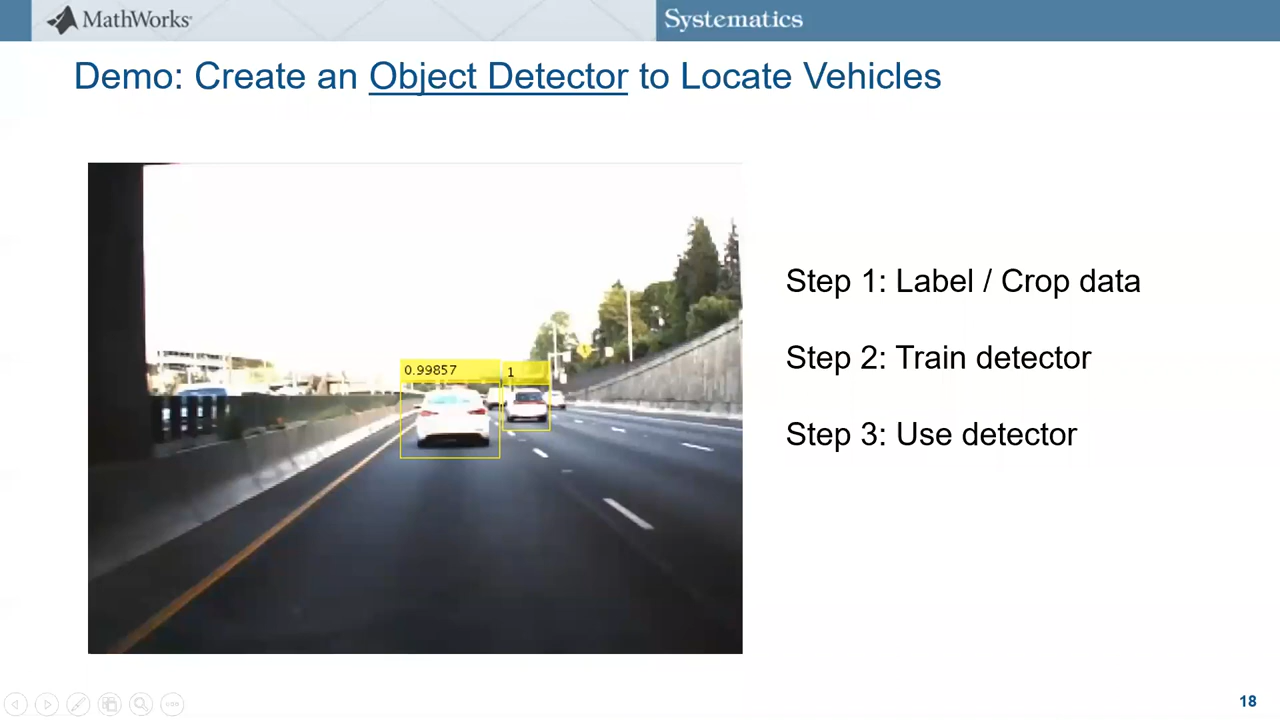 MathWorks®
Systematics
Demo: Create an Object Detector to Locate Vehicles
0.99857
1
Step 1: Label / Crop data
Step 2: Train detector
Step 3: Use detector
18